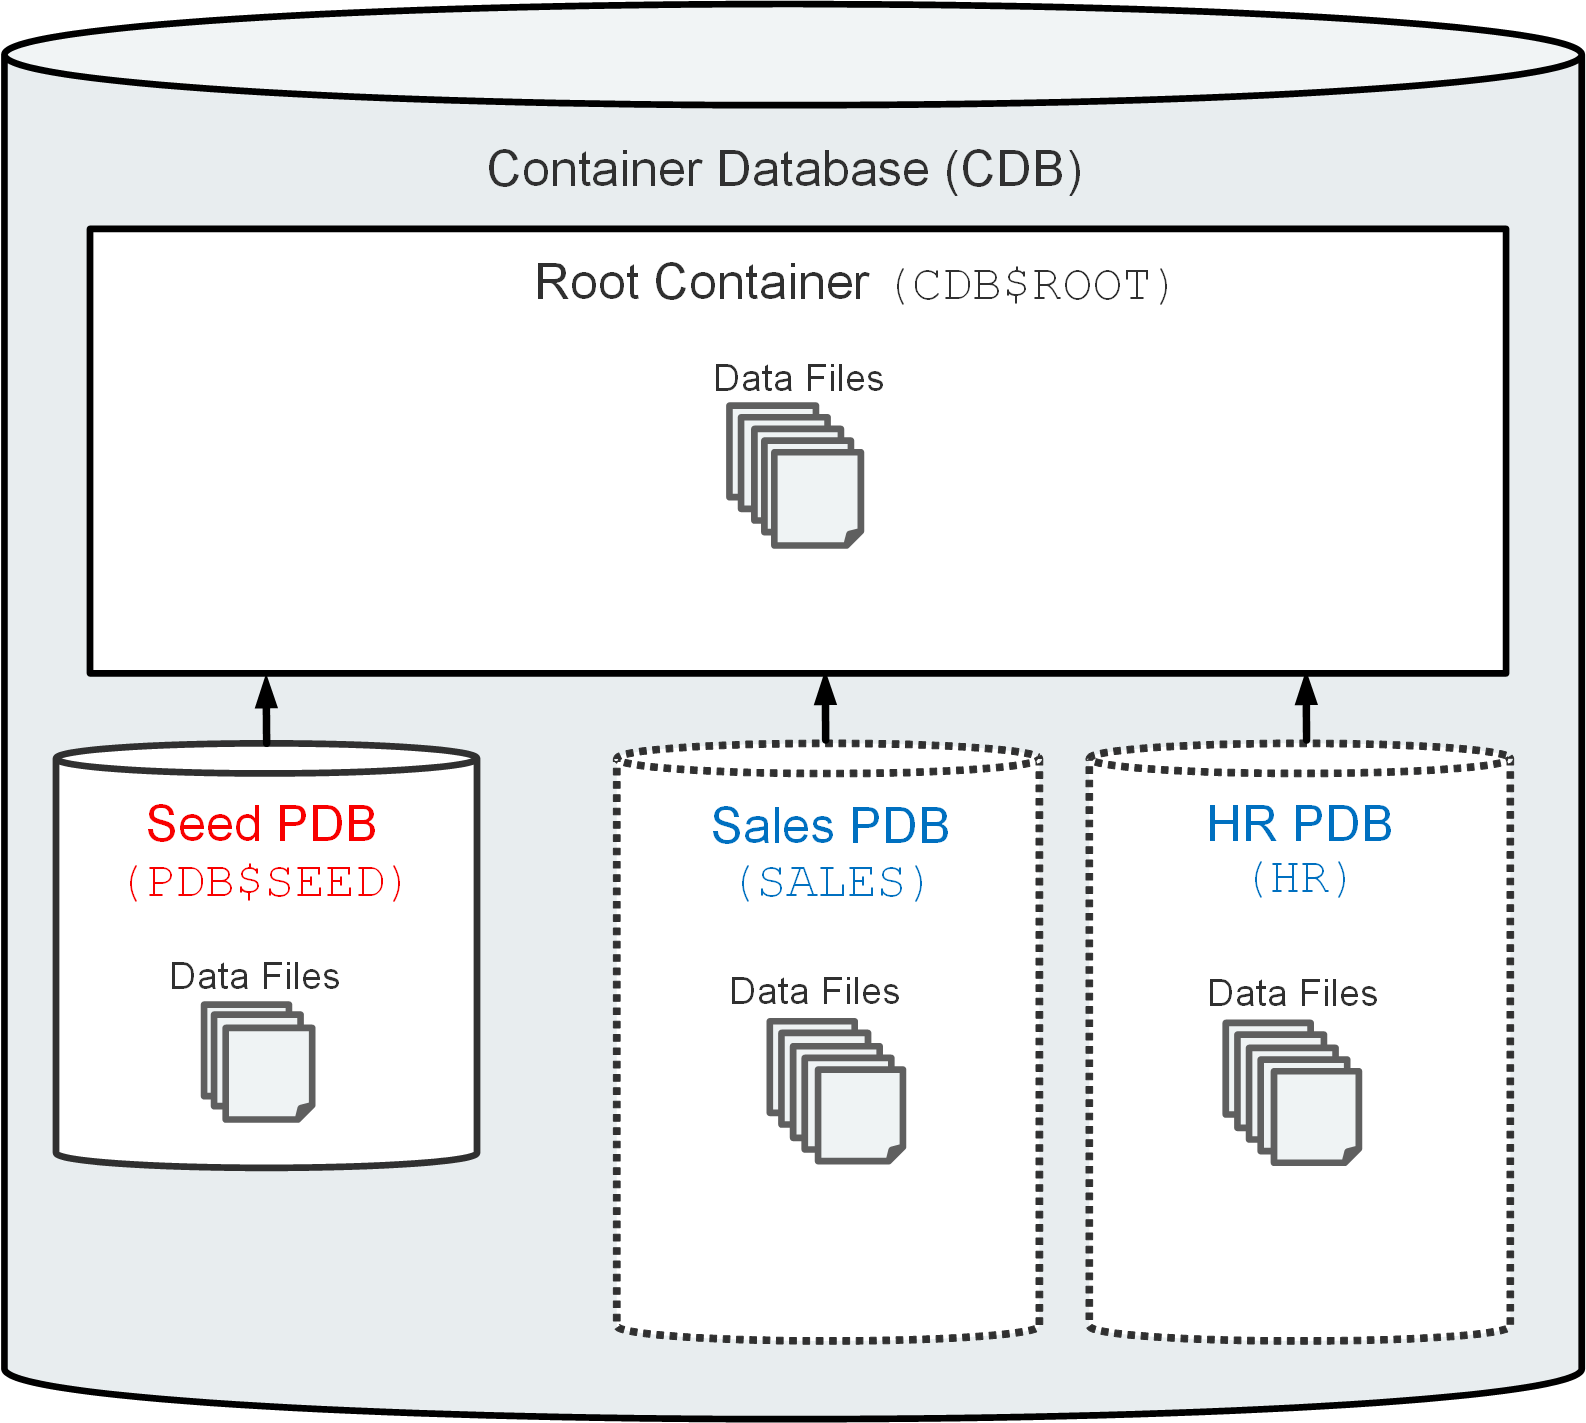 Container Database (CDB)
Root Container (CDB$ROOT)
Data Files
Seed PDB
(PDB$SEED)
Data Files
Sales PDB
(SALES)
Data Files
HR PDB
(HR)
Data Files